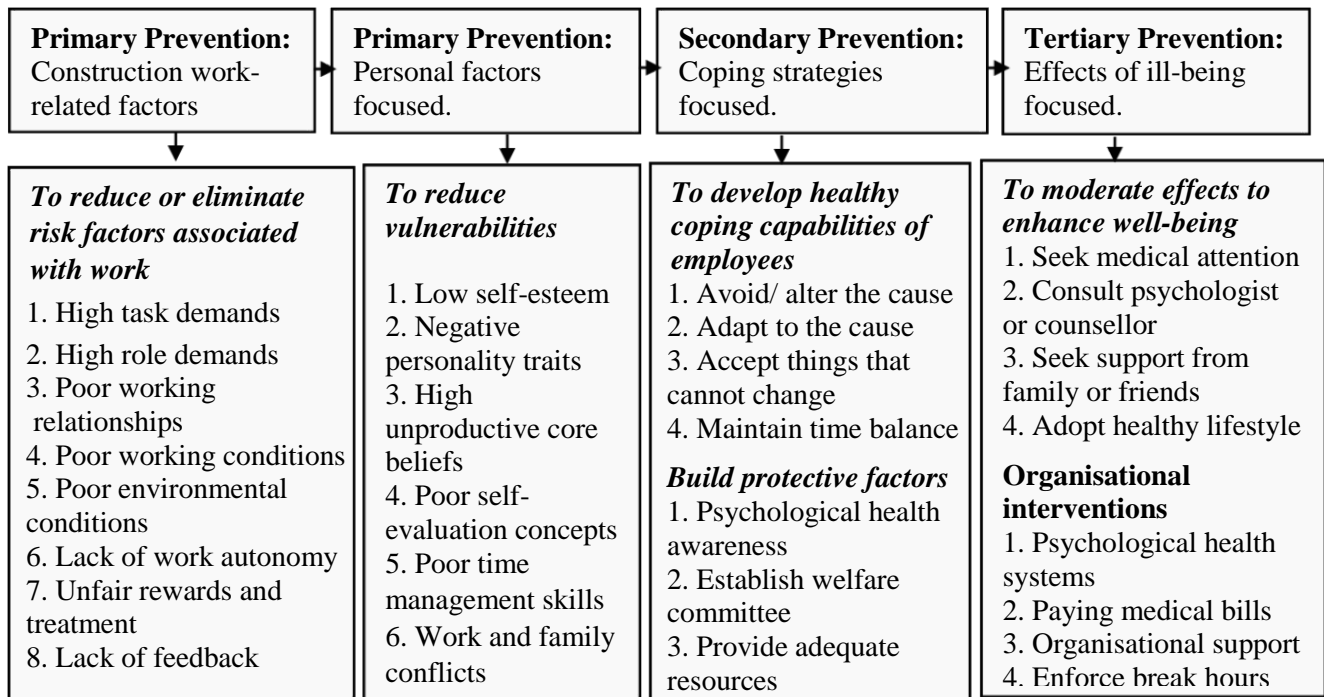 Primary Prevention:
Construction work-
related factors
Primary Prevention:
Personal factors
focused.
Secondary Prevention:
Coping strategies
focused.
Tertiary Prevention:
Effects of ill-being
focused.
To reduce or eliminate
risk factors associated
with work
1. High task demands
2. High role demands
3. Poor working
relationships
4. Poor working conditions
5. Poor environmental
conditions
6. Lack of work autonomy
7. Unfair rewards and
treatment
8. Lack of feedback
To reduce
vulnerabilities
1. Low self-esteem
2. Negative
personality traits
3. High
unproductive core
beliefs
4. Poor self-
evaluation concepts
5. Poor time
management skills
6. Work and family
conflicts
To develop healthy
coping capabilities of
employees
1. Avoid/ alter the cause
2. Adapt to the cause
3. Accept things that
cannot change
4. Maintain time balance
Build protective factors
1. Psychological health
awareness
2. Establish welfare
committee
3. Provide adequate
resources
To moderate effects to
enhance well-being
1. Seek medical attention
2. Consult psychologist
or counsellor
3. Seek support from
family or friends
4. Adopt healthy lifestyle
Organisational
interventions
1. Psychological health
systems
2. Paying medical bills
3. Organisational support
4. Enforce break hours